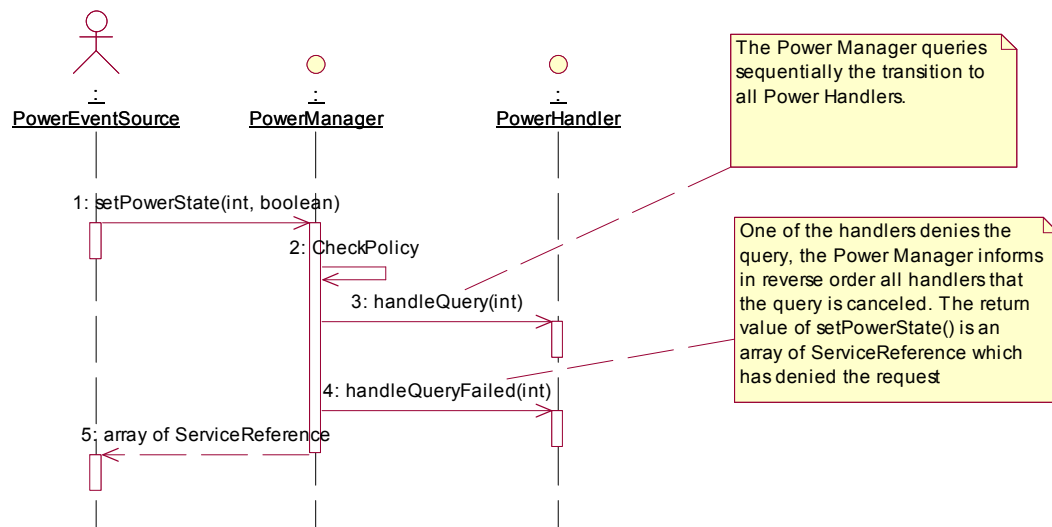 :
PowerEventSource
:
PowerManager
:
PowerHandler
The Power Manager queries
sequentially the transition to
all Power Handlers.
1: setPowerState(int, boolean)
2: CheckPolicy
3: handleQuery(int)
One of the handlers denies the
query, the Power Manager informs
in reverse order all handlers that
the query is canceled. The return
value of setPowerState() is an
array of ServiceReference which
has denied the request
4: handleQueryFailed(int)
5: array of ServiceReference